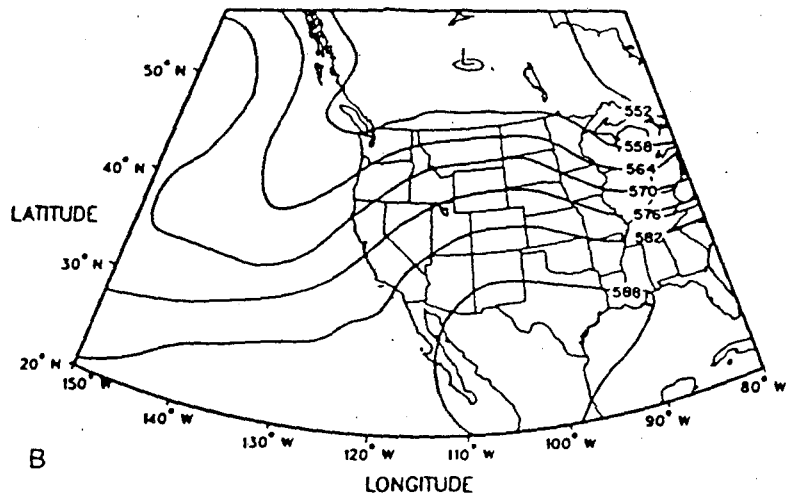 50° N
L
552
558
40° N
564
570
LATITUDE
576
582
30° N
588
20° N
150° W
80° W
140° W
90° W
130° W
100° W
120° W
110° W
B
LONGITUDE